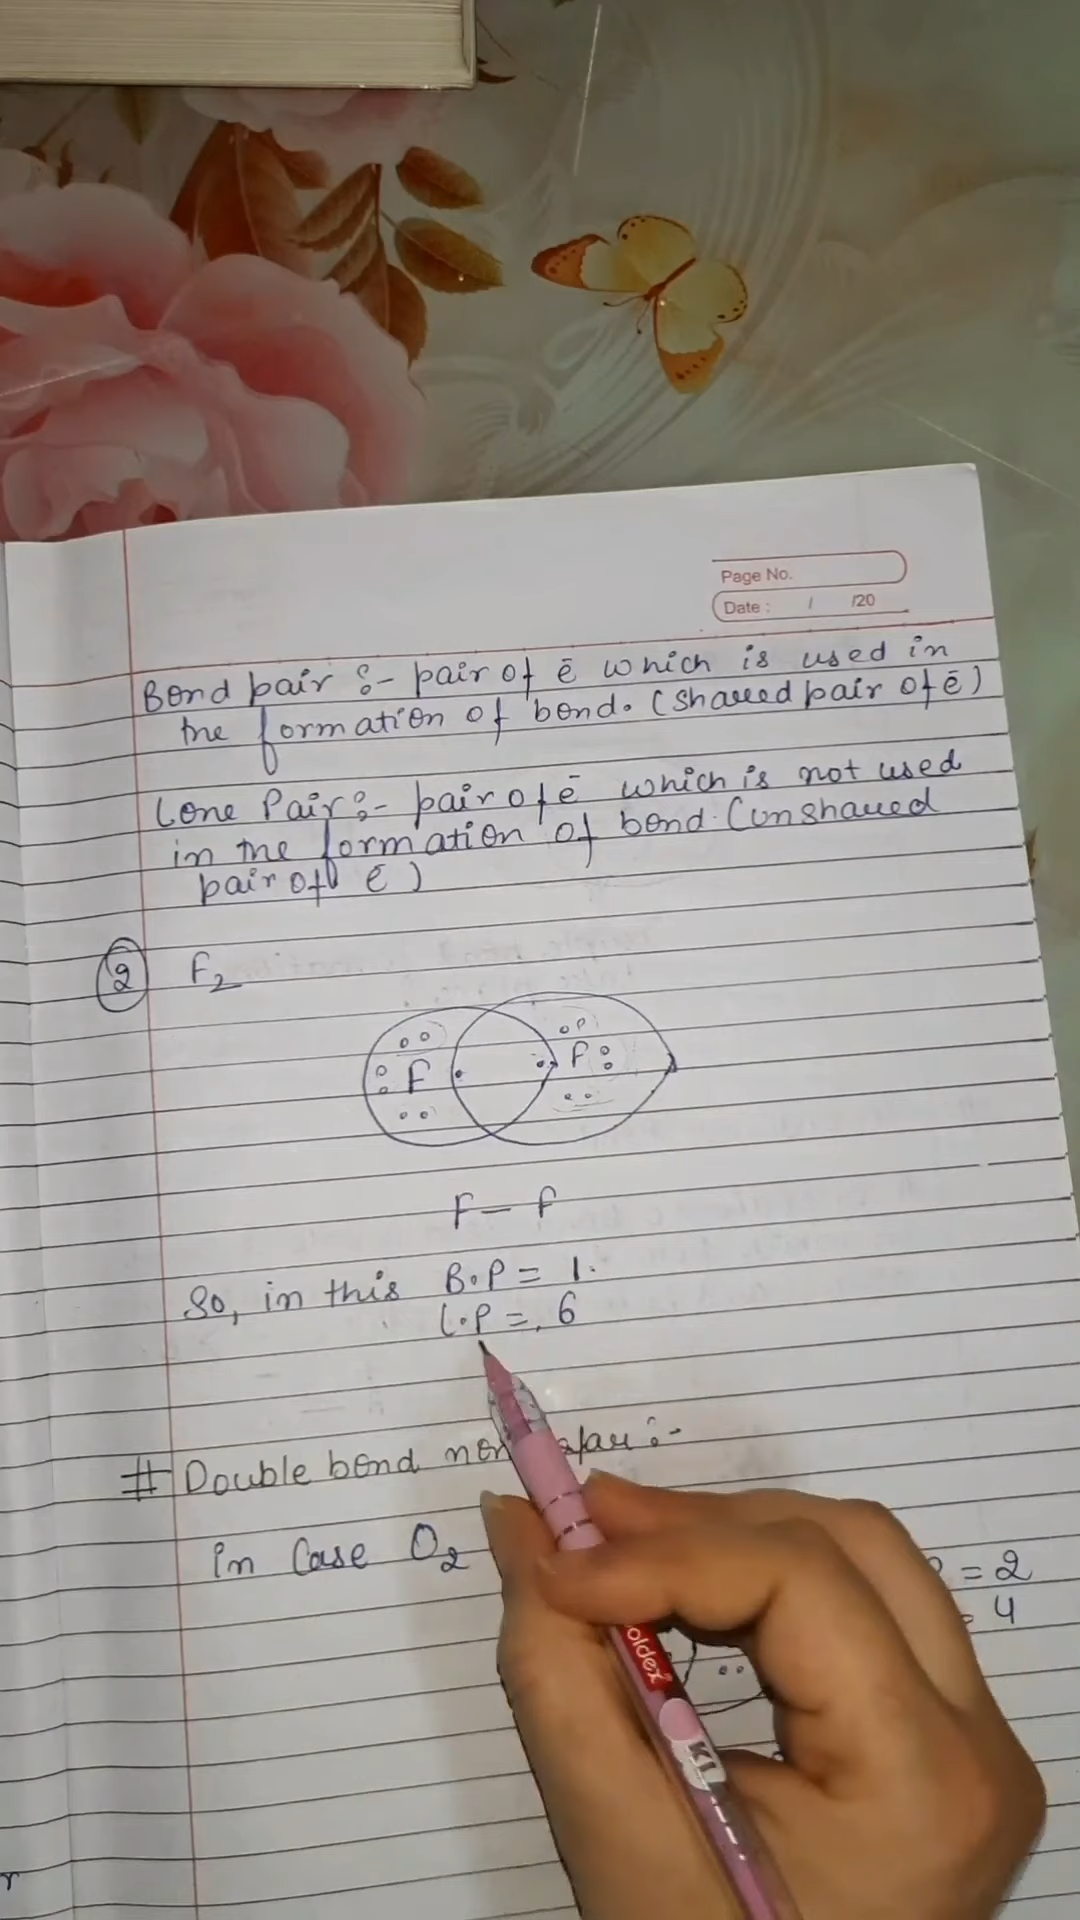 Page No.
Date : / /20
Bond pair :- pair of ē which is used in
the formation of bond. (shared pair of ē)
Lone Pair :- pair of ē which is not used
in the formation of bond. (unshared
pair of ē)
2 F2
F F
F — F
So, in this B.P = 1.
L.P = 6
# Double bond :-
in Case O2
= 2
= 4
oldex
KL
r